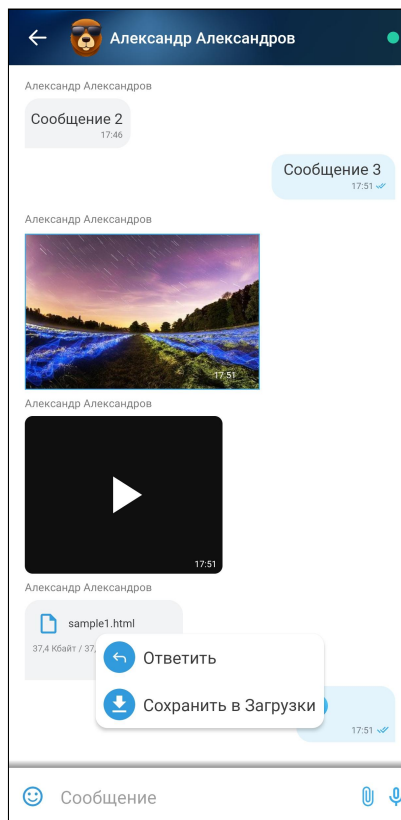 Александр Александров
Александр Александров
Сообщение 2
17:46
Сообщение 3
17:51
Александр Александров
17:51
Александр Александров
17:51
Александр Александров
sample1.html
37,4 Кбайт / 37,
Ответить
Сохранить в Загрузки
17:51
Сообщение